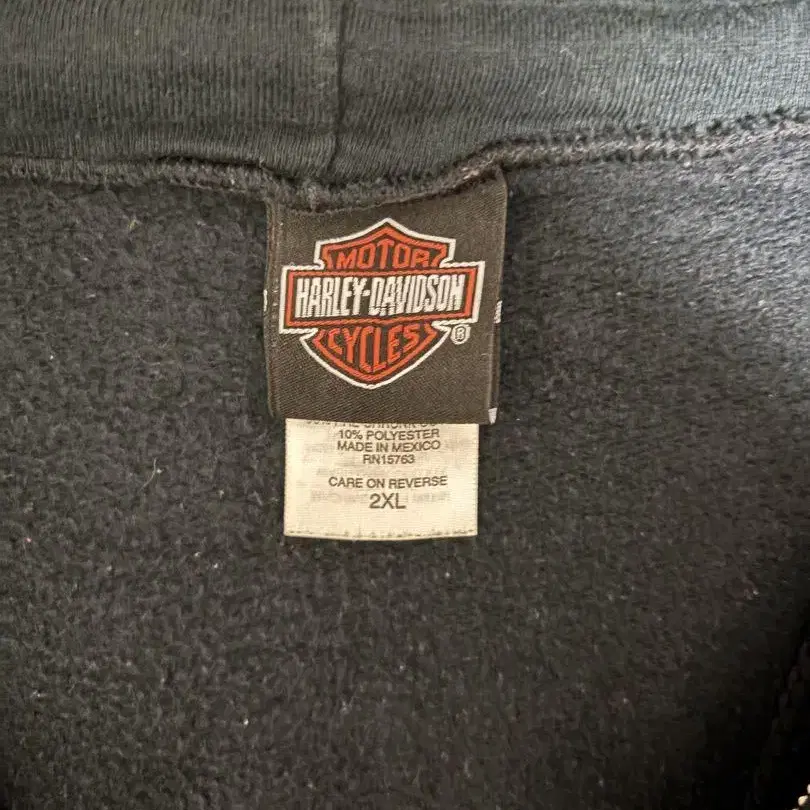 MOTOR
HARLEY-DAVIDSON
CYCLES
®
10% POLYESTER
MADE IN MEXICO
RN15763
CARE ON REVERSE
2XL